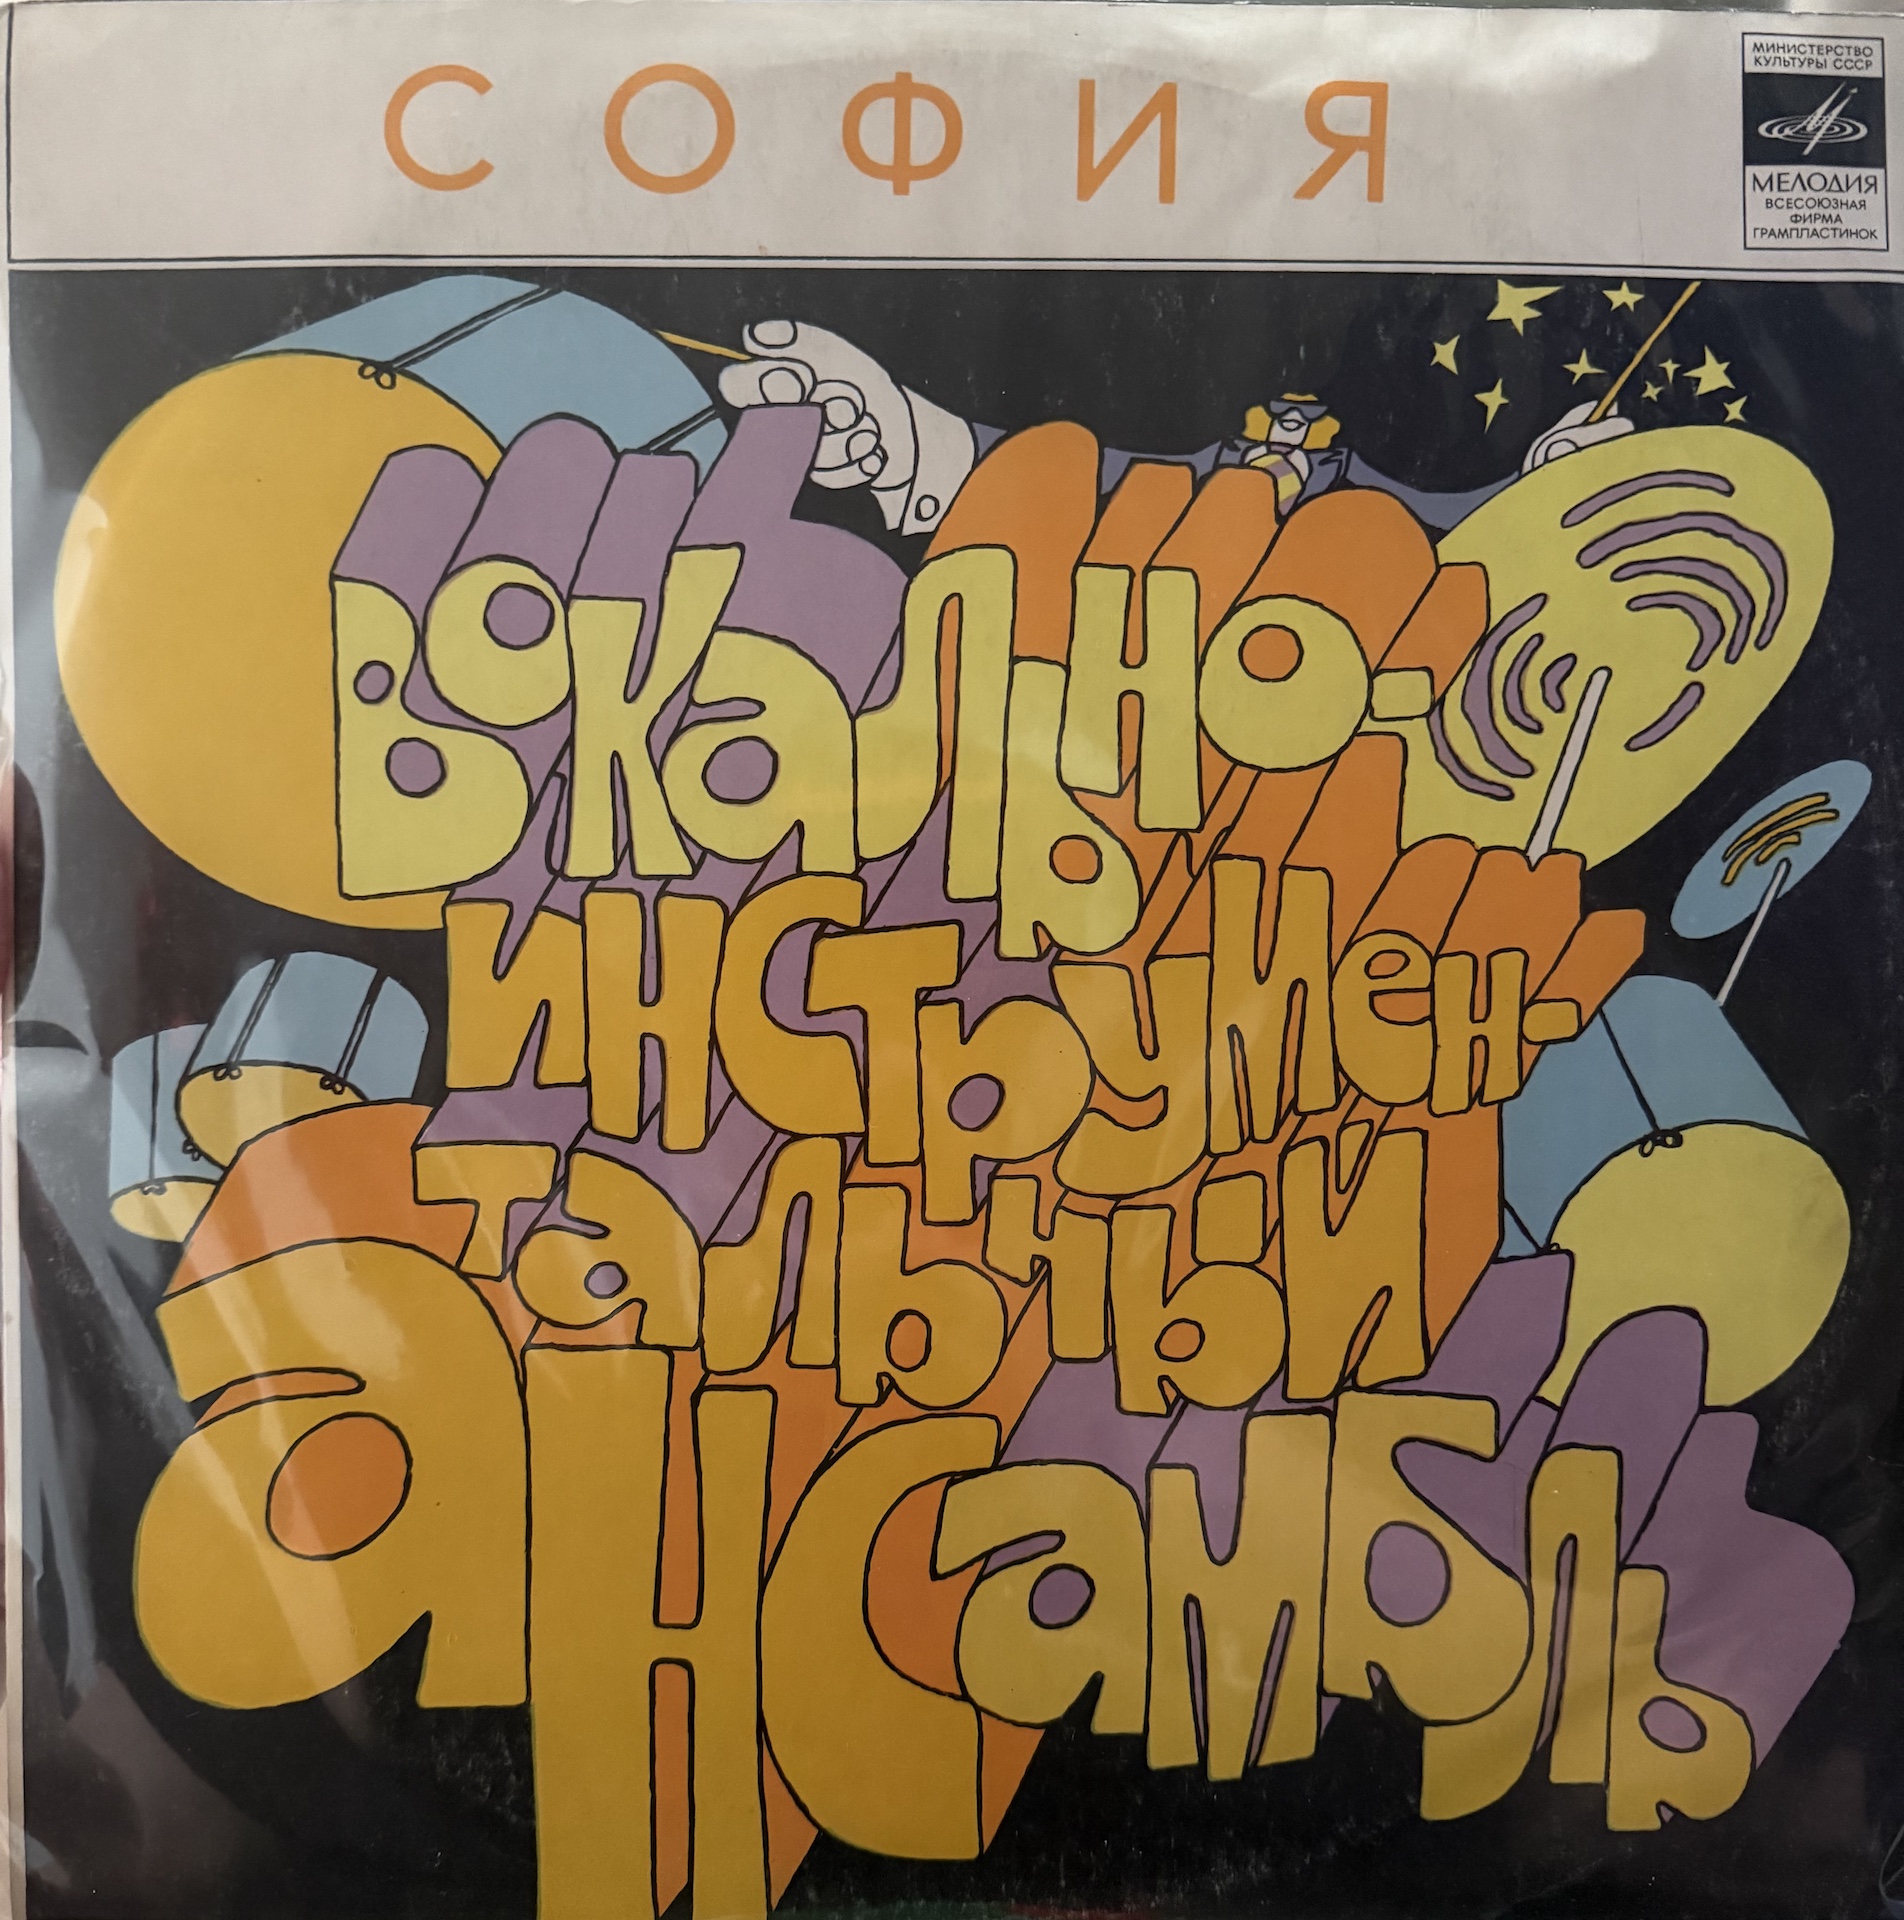 СОФИЯ
МИНИСТЕРСТВО
КУЛЬТУРЫ СССР
МЕЛОДИЯ
ВСЕСОЮЗНАЯ
ФИРМА
ГРАМПЛАСТИНОК
Вокально-
инструмен-
тальный
ансамбль